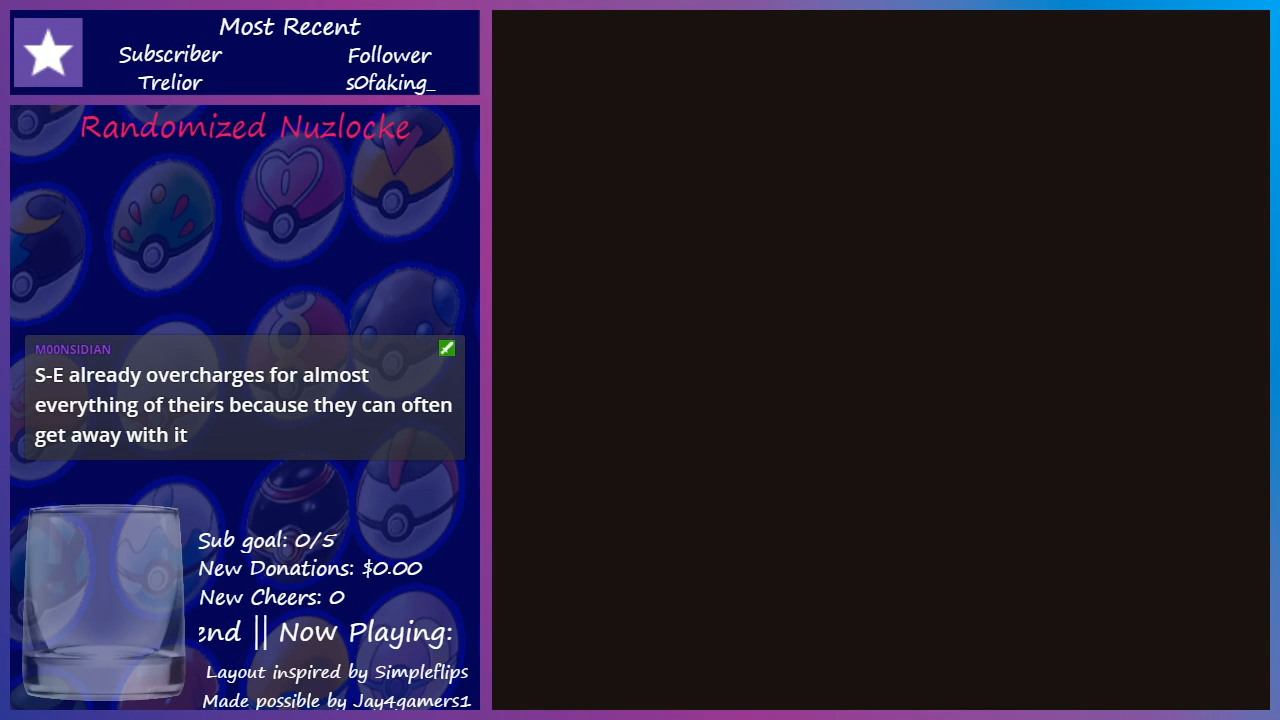 Most Recent
Subscriber
Follower
Trelior
s0faking_
Randomized Nuzlocke
M00NSIDIAN
S-E already overcharges for almost
everything of theirs because they can often
get away with it
Sub goal: 0/5
New Donations: $0.00
New Cheers: 0
end || Now Playing:
Layout inspired by Simpleflips
Made possible by Jay4gamers1